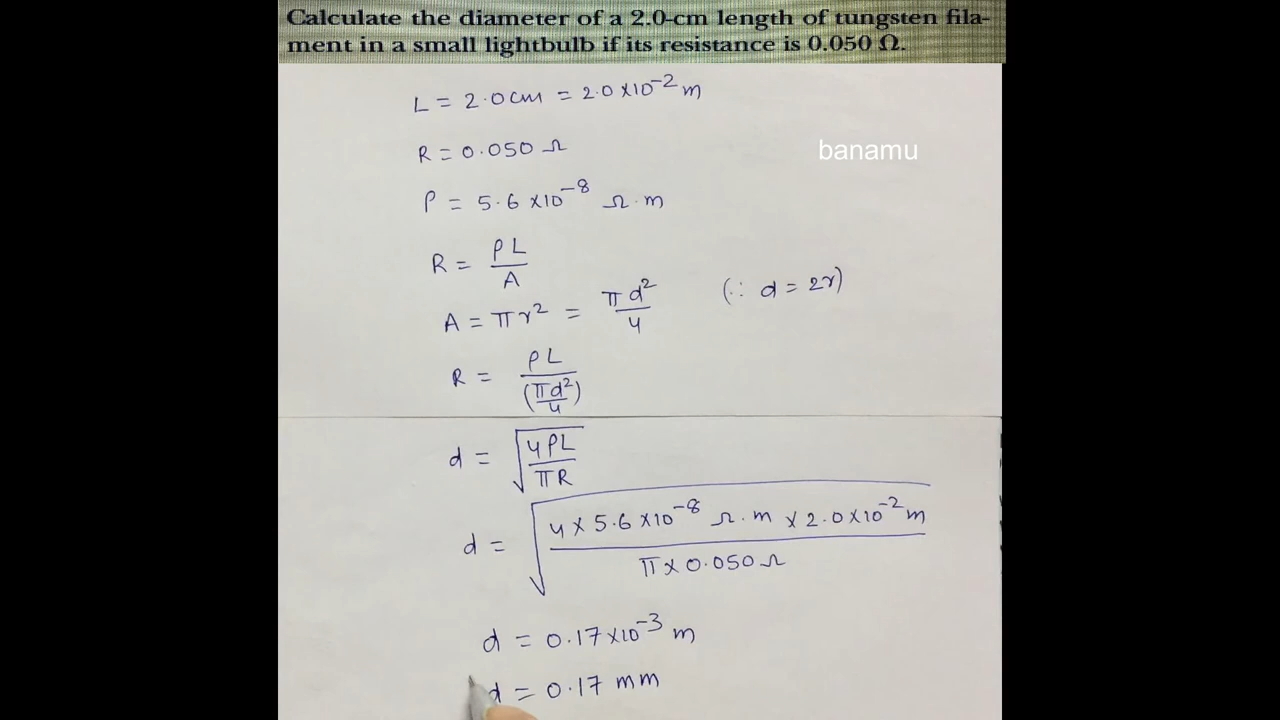 Calculate the diameter of a 2.0-cm length of tungsten fila-
ment in a small lightbulb if its resistance is 0.050 Ω.
L = 2.0cm = 2.0 ×10⁻² m
banamu
R = 0.050 Ω
ρ = 5.6 ×10⁻⁸ Ω.m
R = ρL/A
A = πr² = πd²/4 (∵ d = 2r)
R = ρL/(πd²/4)
d = √(4ρL/πR)
d = √(4 × 5.6 ×10⁻⁸ Ω.m × 2.0×10⁻² m/π × 0.050 Ω)
d = 0.17 ×10⁻³ m
d = 0.17 mm